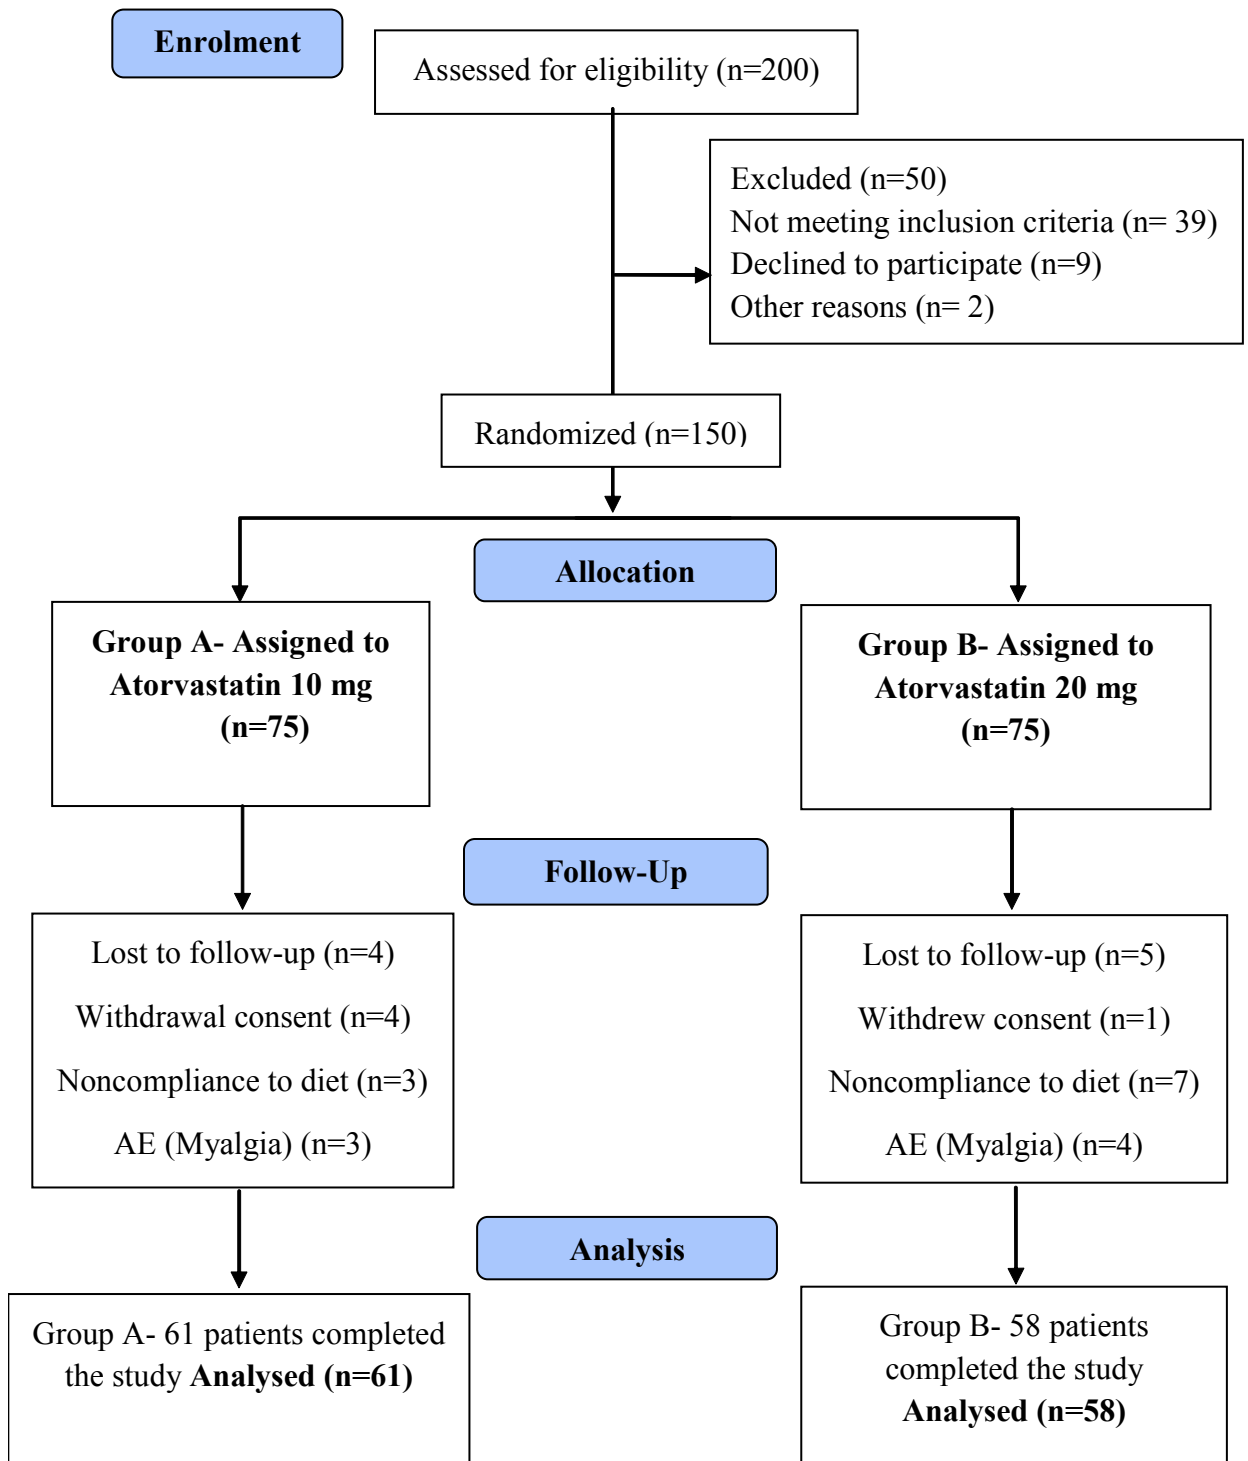 Enrolment
Assessed for eligibility (n=200)
Excluded (n=50)
Not meeting inclusion criteria (n= 39)
Declined to participate (n=9)
Other reasons (n= 2)
Randomized (n=150)
Allocation
Group A- Assigned to
Atorvastatin 10 mg
(n=75)
Group B- Assigned to
Atorvastatin 20 mg
(n=75)
Follow-Up
Lost to follow-up (n=4)
Withdrawal consent (n=4)
Noncompliance to diet (n=3)
AE (Myalgia) (n=3)
Lost to follow-up (n=5)
Withdrew consent (n=1)
Noncompliance to diet (n=7)
AE (Myalgia) (n=4)
Analysis
Group A- 61 patients completed
the study Analysed (n=61)
Group B- 58 patients
completed the study
Analysed (n=58)